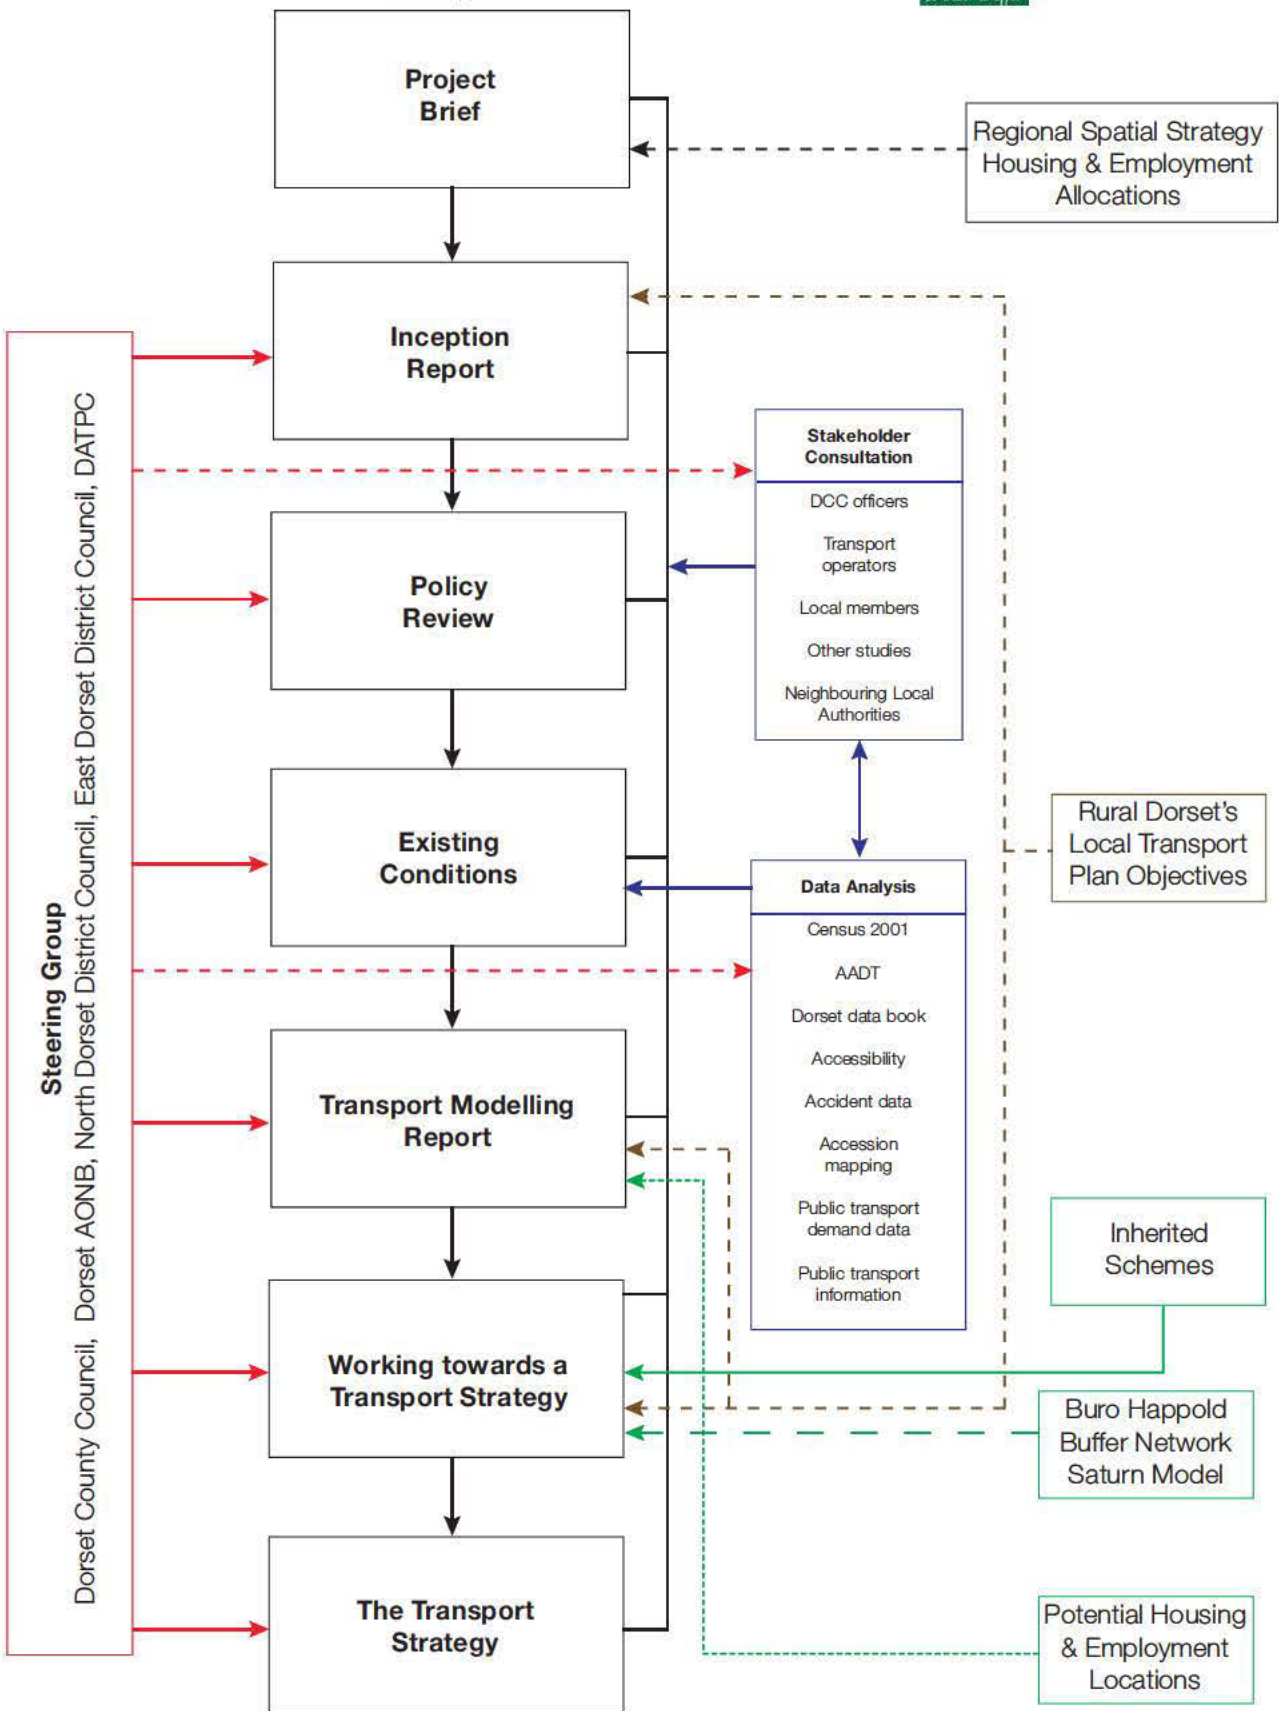 Project
Brief
Regional Spatial Strategy
Housing & Employment
Allocations
Inception
Report
Steering Group
Dorset County Council, Dorset AONB, North Dorset District Council, East Dorset District Council, DATPC
Stakeholder
Consultation
DCC officers
Transport
operators
Local members
Other studies
Neighbouring Local
Authorities
Policy
Review
Existing
Conditions
Rural Dorset's
Local Transport
Plan Objectives
Data Analysis
Census 2001
AADT
Dorset data book
Accessibility
Accident data
Accession
mapping
Public transport
demand data
Public transport
information
Transport Modelling
Report
Inherited
Schemes
Working towards a
Transport Strategy
Buro Happold
Buffer Network
Saturn Model
The Transport
Strategy
Potential Housing
& Employment
Locations